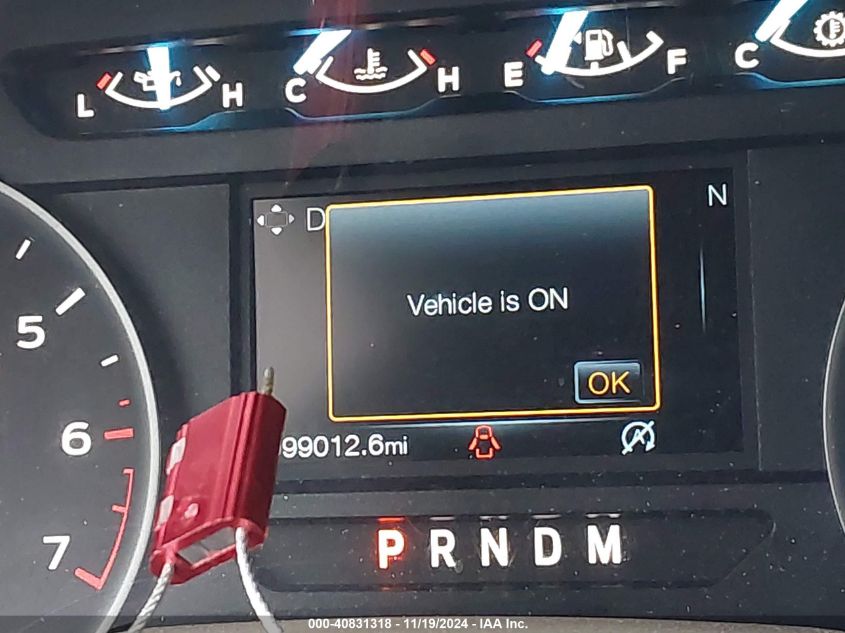 L H C H E F C
D N
Vehicle is ON
OK
99012.6mi
5
6
7
P R N D M
000-40831318 - 11/19/2024 - IAA Inc.